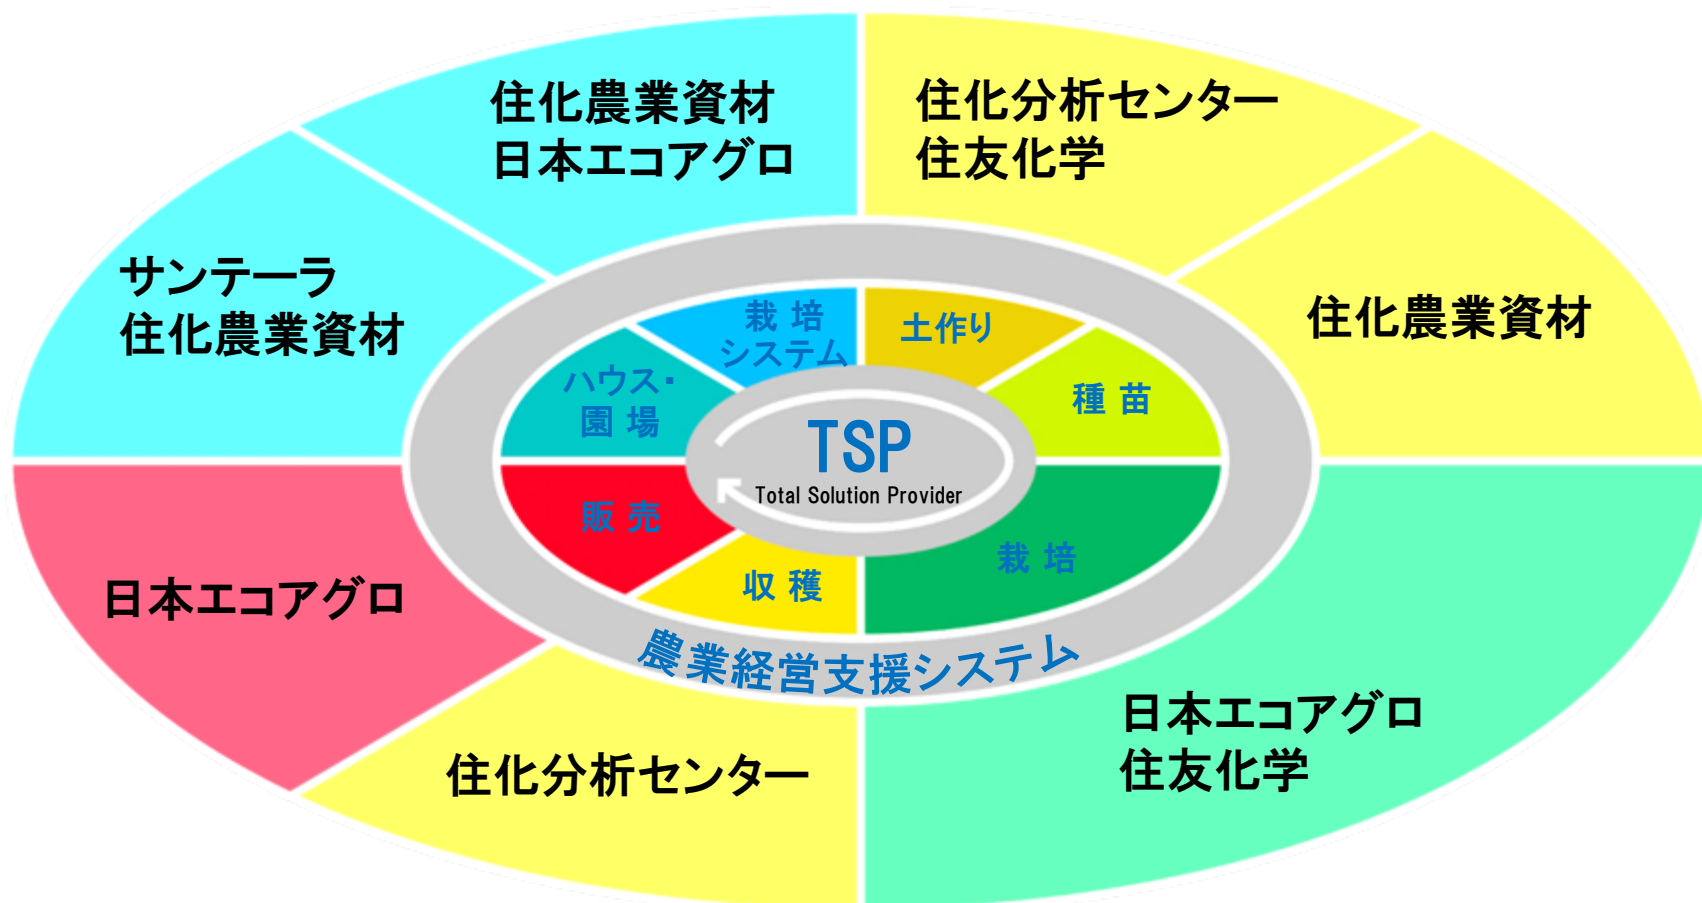 住化農業資材
日本エコアグロ
住化分析センター
住友化学
サンテーラ
住化農業資材
住化農業資材
栽 培
システム
土作り
ハウス・
園 場
種 苗
TSP
Total Solution Provider
販 売
栽 培
収 穫
農業経営支援システム
日本エコアグロ
日本エコアグロ
住友化学
住化分析センター